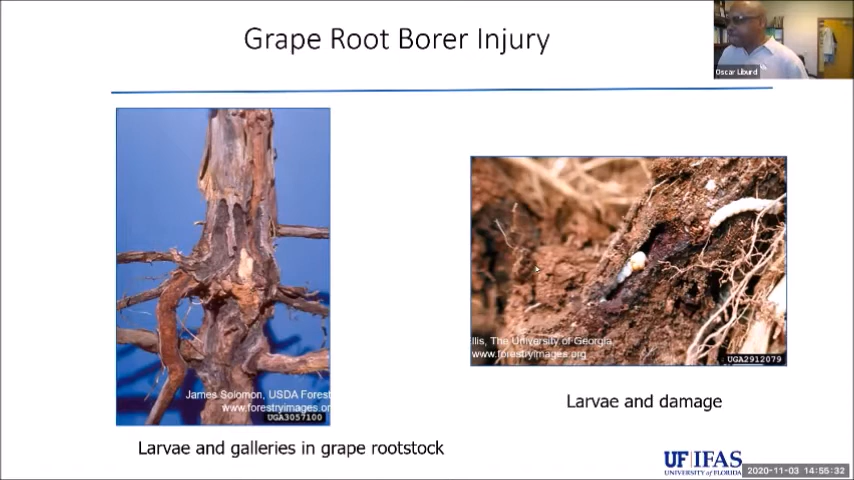 Grape Root Borer Injury
Oscar Liburd
James Solomon, USDA Forest
www.forestryimages.or
UGA3057100
llis, The University of Georgia,
www.forestryimages.org
UGA2912079
Larvae and damage
Larvae and galleries in grape rootstock
UF IFAS
UNIVERSITY of FLORIDA
2020-11-03 14:55:32